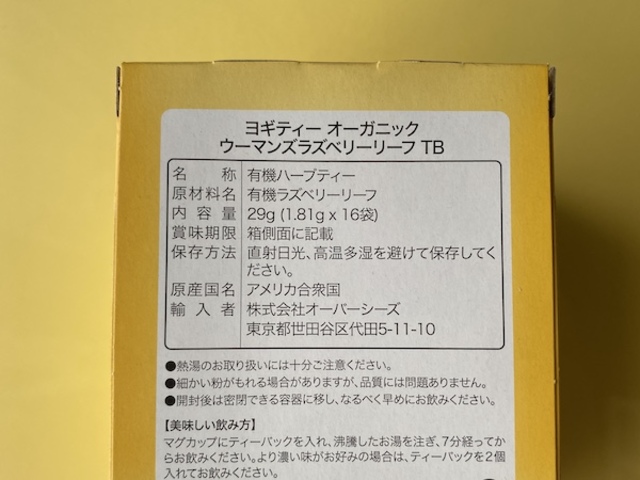 ヨギティー オーガニック
ウーマンズラズベリーリーフ TB
名 称 有機ハーブティー
原材料名 有機ラズベリーリーフ
内 容 量 29g (1.81g x 16袋)
賞味期限 箱側面に記載
保存方法 直射日光、高温多湿を避けて保存してく
ださい。
原産国名 アメリカ合衆国
輸 入 者 株式会社オーバーシーズ
東京都世田谷区代田5-11-10
●熱湯のお取り扱いには十分ご注意ください。
●細かい粉がもれる場合がありますが、品質には問題ありません。
●開封後は密閉できる容器に移し、なるべく早めにお飲みください。
【美味しい飲み方】
マグカップにティーバックを入れ、沸騰したお湯を注ぎ、7分経ってか
らお飲みください。より濃い味がお好みの場合は、ティーバックを2個
入れてお飲みください。